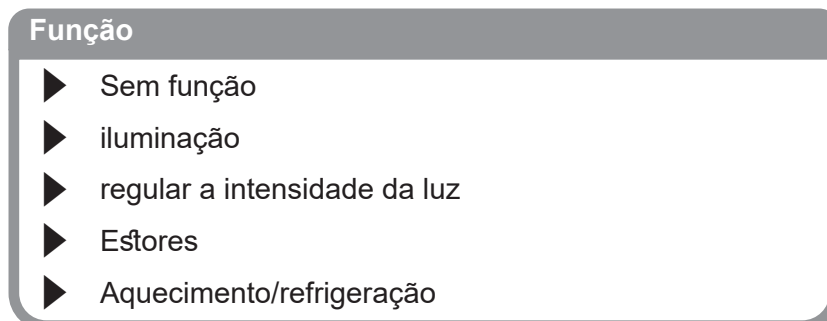 Função
Sem função
iluminação
regular a intensidade da luz
Estores
Aquecimento/refrigeração